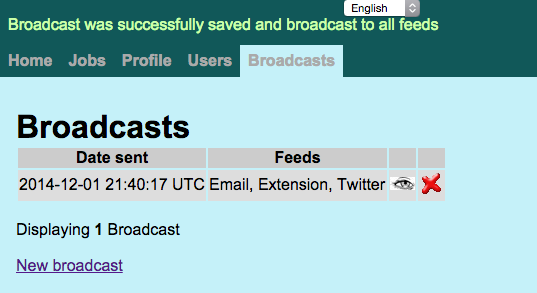 English
Broadcast was successfully saved and broadcast to all feeds
Home Jobs Profile Users Broadcasts
Broadcasts
Date sent Feeds
2014-12-01 21:40:17 UTC Email, Extension, Twitter
Displaying 1 Broadcast
New broadcast